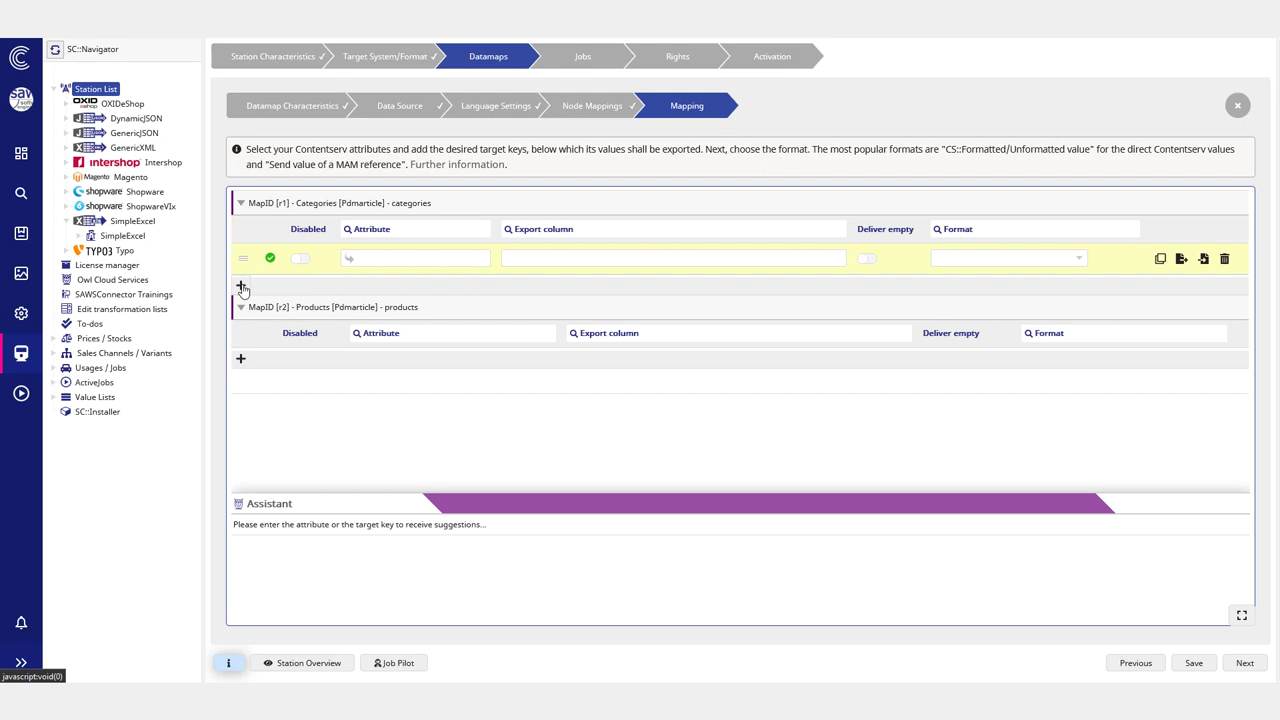 SC::Navigator
Station List
OXIDeShop
DynamicJSON
GenericJSON
GenericXML
intershop Intershop
Magento Magento
shopware Shopware
shopware ShopwareVIx
SimpleExcel
SimpleExcel
TYPO3 Typo
License manager
Owl Cloud Services
SAWSConnector Trainings
Edit transformation lists
To-dos
Prices / Stocks
Sales Channels / Variants
Usages / Jobs
ActiveJobs
Value Lists
SC::Installer
javascript:void(0)
Station Characteristics ✓ Target System/Format ✓ Datamaps Jobs Rights Activation
Datamap Characteristics ✓ Data Source ✓ Language Settings ✓ Node Mappings ✓ Mapping
Select your Contentserv attributes and add the desired target keys, below which its values shall be exported. Next, choose the format. The most popular formats are "CS::Formatted/Unformatted value" for the direct Contentserv values
and "Send value of a MAM reference". Further information.
MapID [r1] - Categories [Pdmarticle] - categories
Disabled Attribute Export column Deliver empty Format
MapID [r2] - Products [Pdmarticle] - products
Disabled Attribute Export column Deliver empty Format
Assistant
Please enter the attribute or the target key to receive suggestions...
i Station Overview Job Pilot Previous Save Next